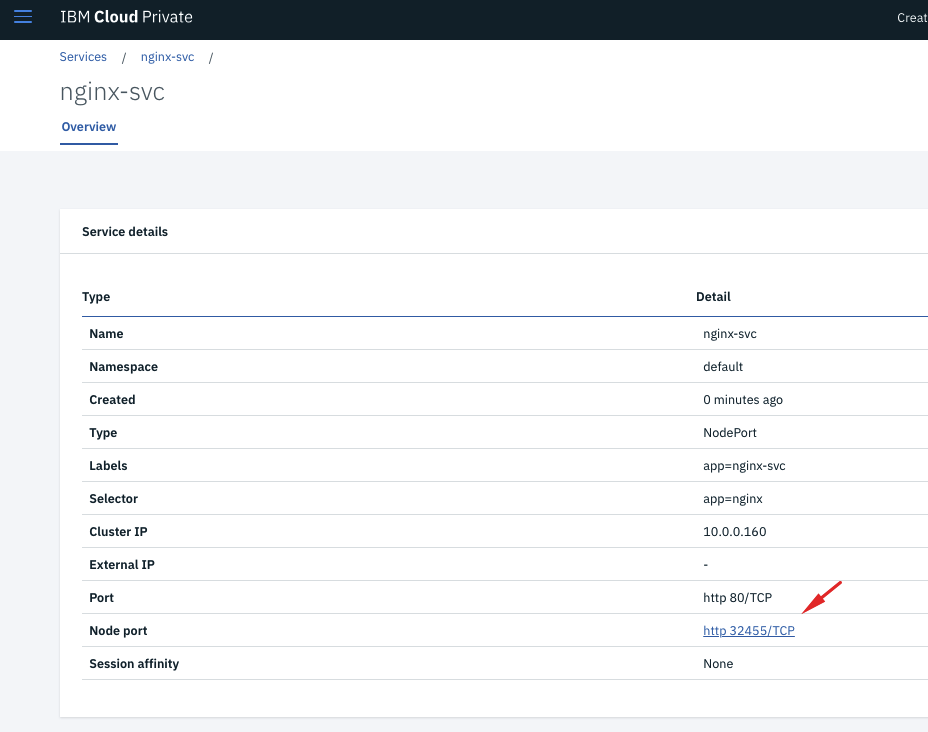 IBM Cloud Private
Creat
Services / nginx-svc /
nginx-svc
Overview
Service details
Type Detail
Name nginx-svc
Namespace default
Created 0 minutes ago
Type NodePort
Labels app=nginx-svc
Selector app=nginx
Cluster IP 10.0.0.160
External IP -
Port http 80/TCP
Node port http 32455/TCP
Session affinity None